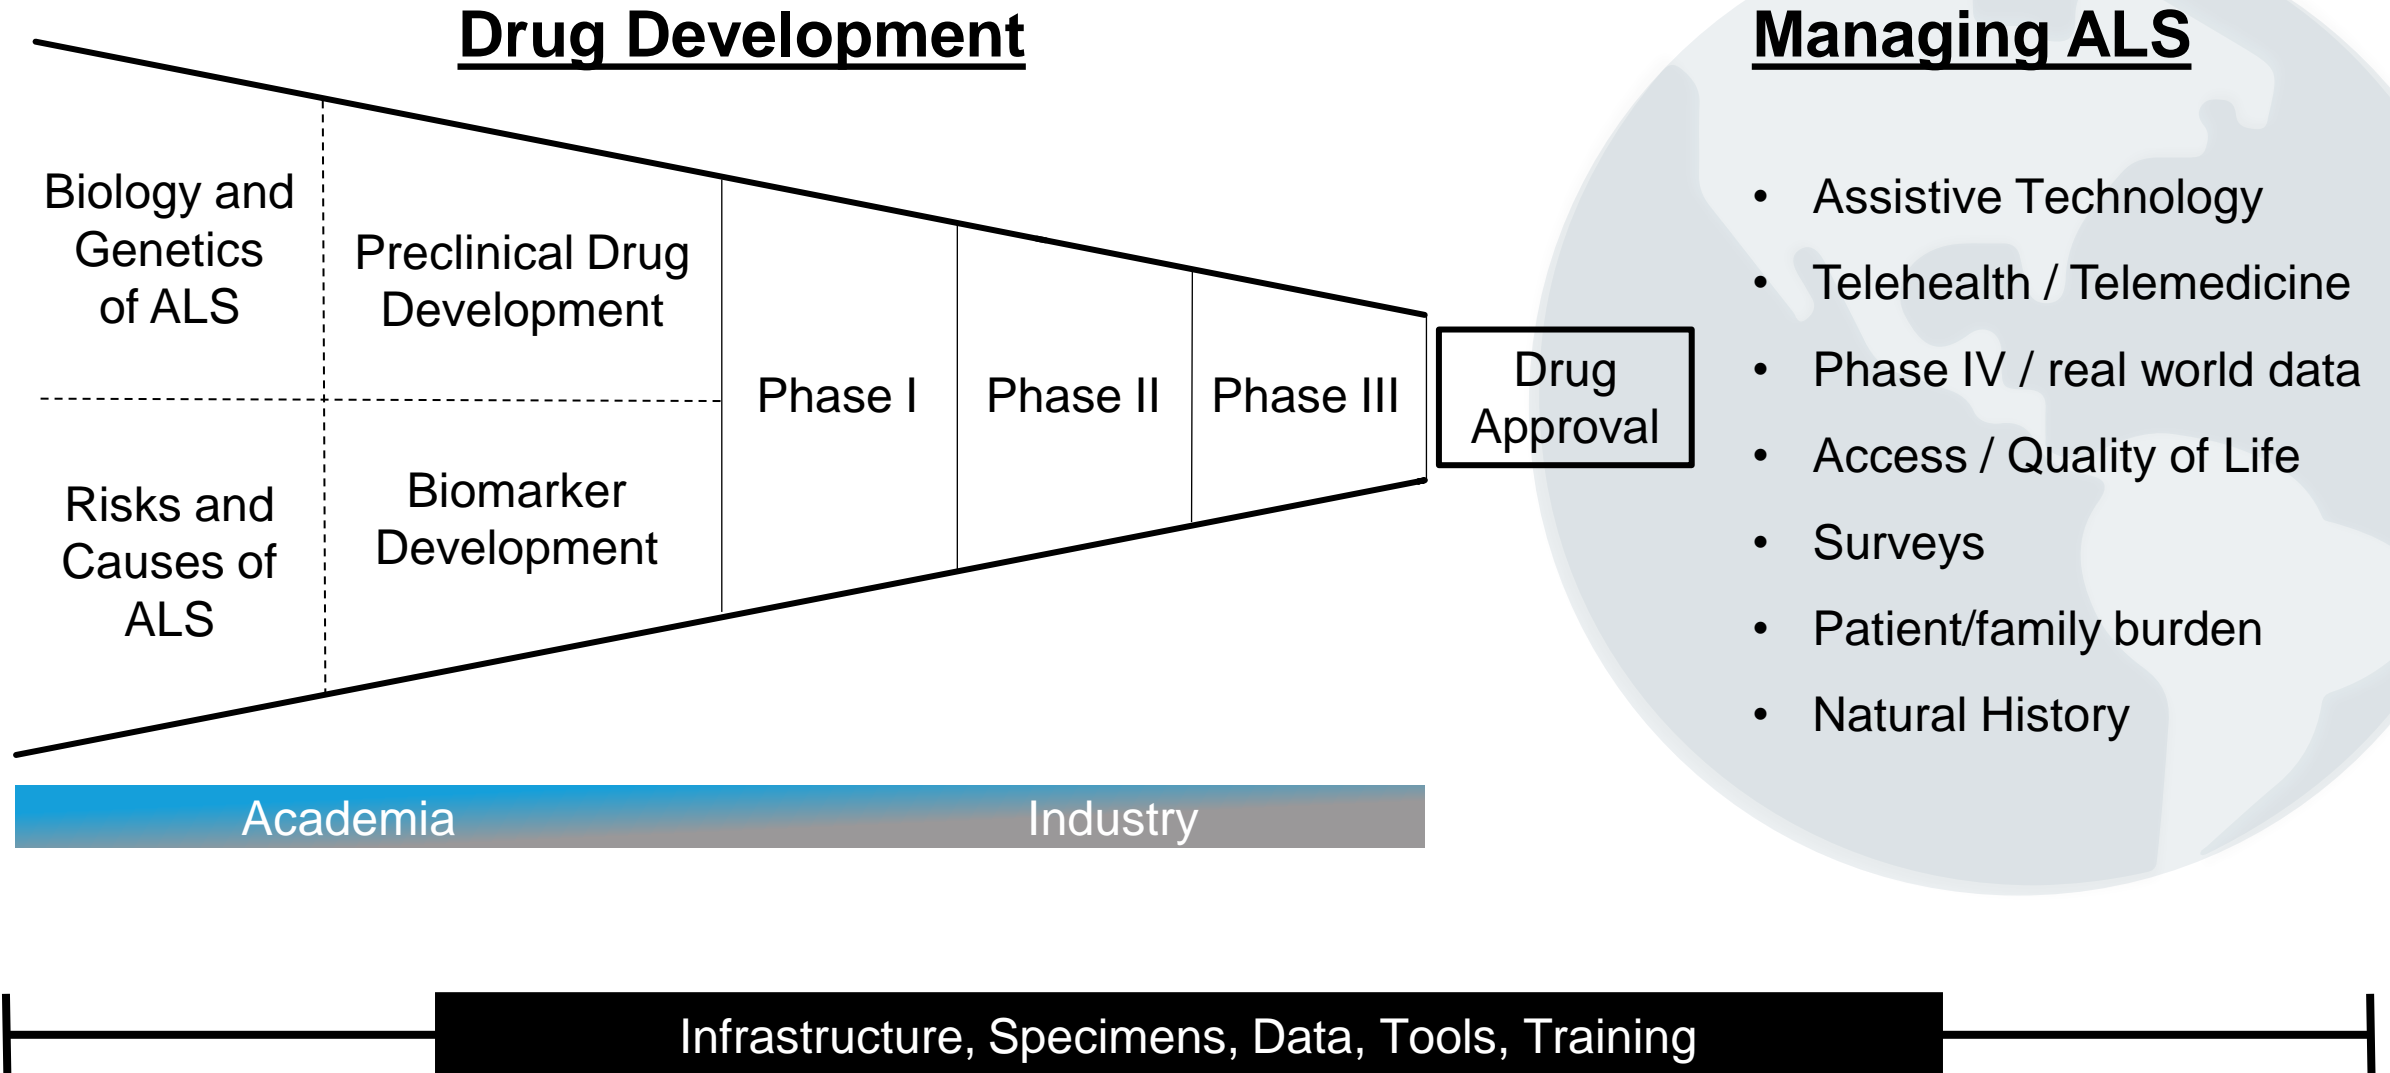 Drug Development
Managing ALS
Biology and
Genetics
of ALS
Preclinical Drug
Development
Risks and
Causes of
ALS
Biomarker
Development
Phase I
Phase II
Phase III
Drug
Approval
• Assistive Technology
• Telehealth / Telemedicine
• Phase IV / real world data
• Access / Quality of Life
• Surveys
• Patient/family burden
• Natural History
Academia
Industry
Infrastructure, Specimens, Data, Tools, Training